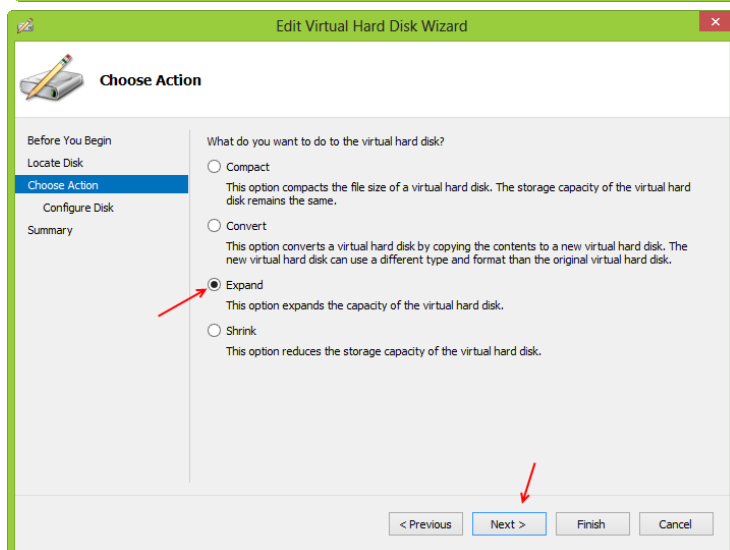 Edit Virtual Hard Disk Wizard
Choose Action
Before You Begin
Locate Disk
Choose Action
Configure Disk
Summary
What do you want to do to the virtual hard disk?
Compact
This option compacts the file size of a virtual hard disk. The storage capacity of the virtual hard
disk remains the same.
Convert
This option converts a virtual hard disk by copying the contents to a new virtual hard disk. The
new virtual hard disk can use a different type and format than the original virtual hard disk.
Expand
This option expands the capacity of the virtual hard disk.
Shrink
This option reduces the storage capacity of the virtual hard disk.
< Previous
Next >
Finish
Cancel